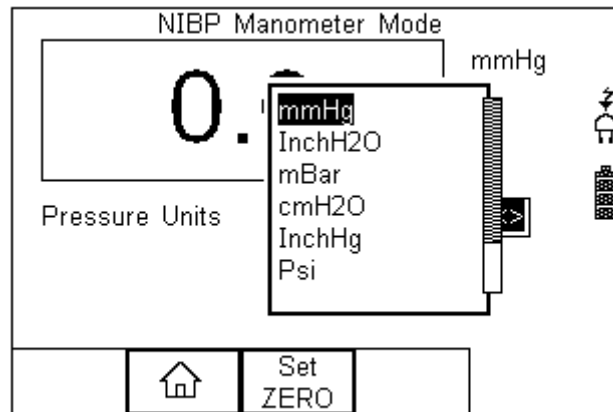 NIBP Manometer Mode
mmHg
0.
mmHg
InchH2O
mBar
cmH2O
InchHg
Psi
Pressure Units
<>
Set
ZERO